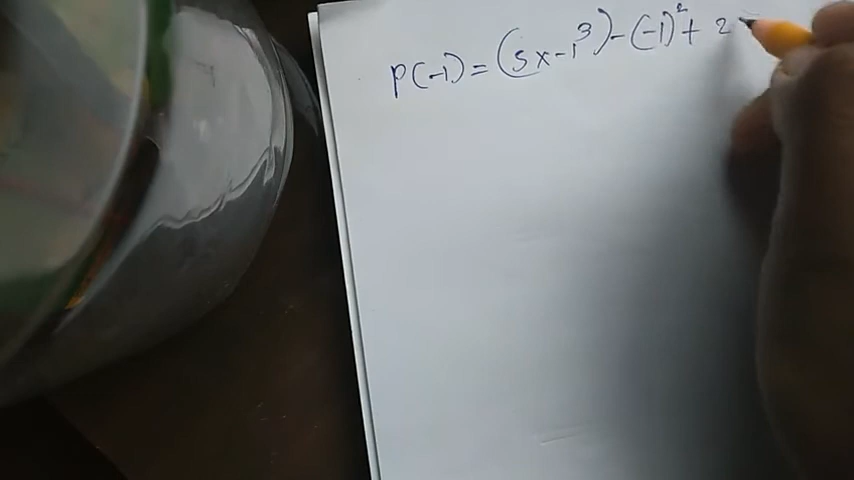 p(-1) = (5x-1³) - (-1)² + 2